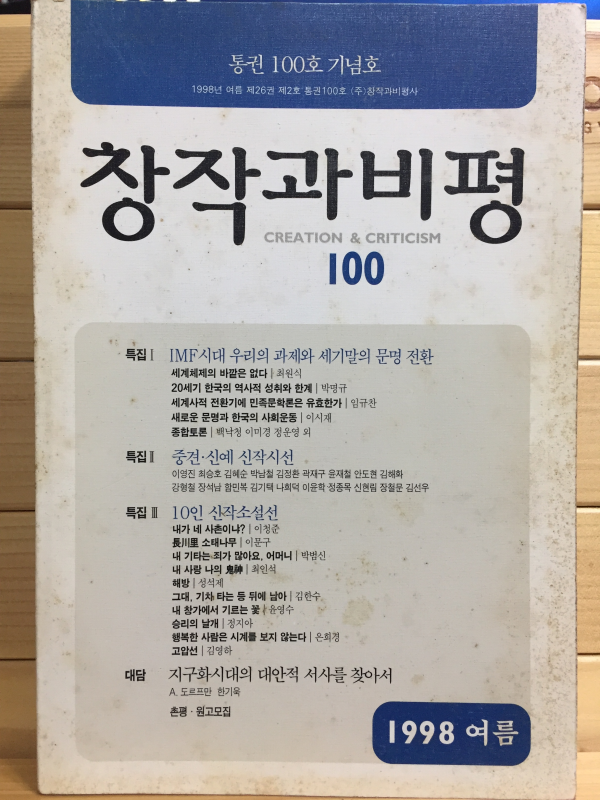 통권 100호 기념호
1998년 여름 제26권 제2호 통권100호 (주)창작과비평사
창작과비평
CREATION & CRITICISM
100
특집 I IMF시대 우리의 과제와 세기말의 문명 전환
세계체제의 바깥은 없다 | 최원식
20세기 한국의 역사적 성취와 한계 | 박명규
세계사적 전환기에 민족문학론은 유효한가 | 임규찬
새로운 문명과 한국의 사회운동 | 이시재
종합토론 | 백낙청 이미경 정운영 외
특집 II 중견·신예 신작시선
이영진 최승호 김혜순 박남철 김정환 곽재구 윤재철 안도현 김해화
강형철 장석남 함민복 김기택 나희덕 이윤학 정종목 신현림 장철문 김선우
특집 III 10인 신작소설선
내가 네 사촌이냐? | 이청준
長川里 소태나무 | 이문구
내 기타는 죄가 많아요, 어머니 | 박범신
내 사랑 나의 鬼神 | 최인석
해방 | 성석제
그대, 기차 타는 등 뒤에 남아 | 김한수
내 창가에서 기르는 꽃 | 윤영수
승리의 날개 | 정지아
행복한 사람은 시계를 보지 않는다 | 은희경
고압선 | 김영하
대담 지구화시대의 대안적 서사를 찾아서
A. 도르프만 한기욱
촌평 · 원고모집
1998 여름